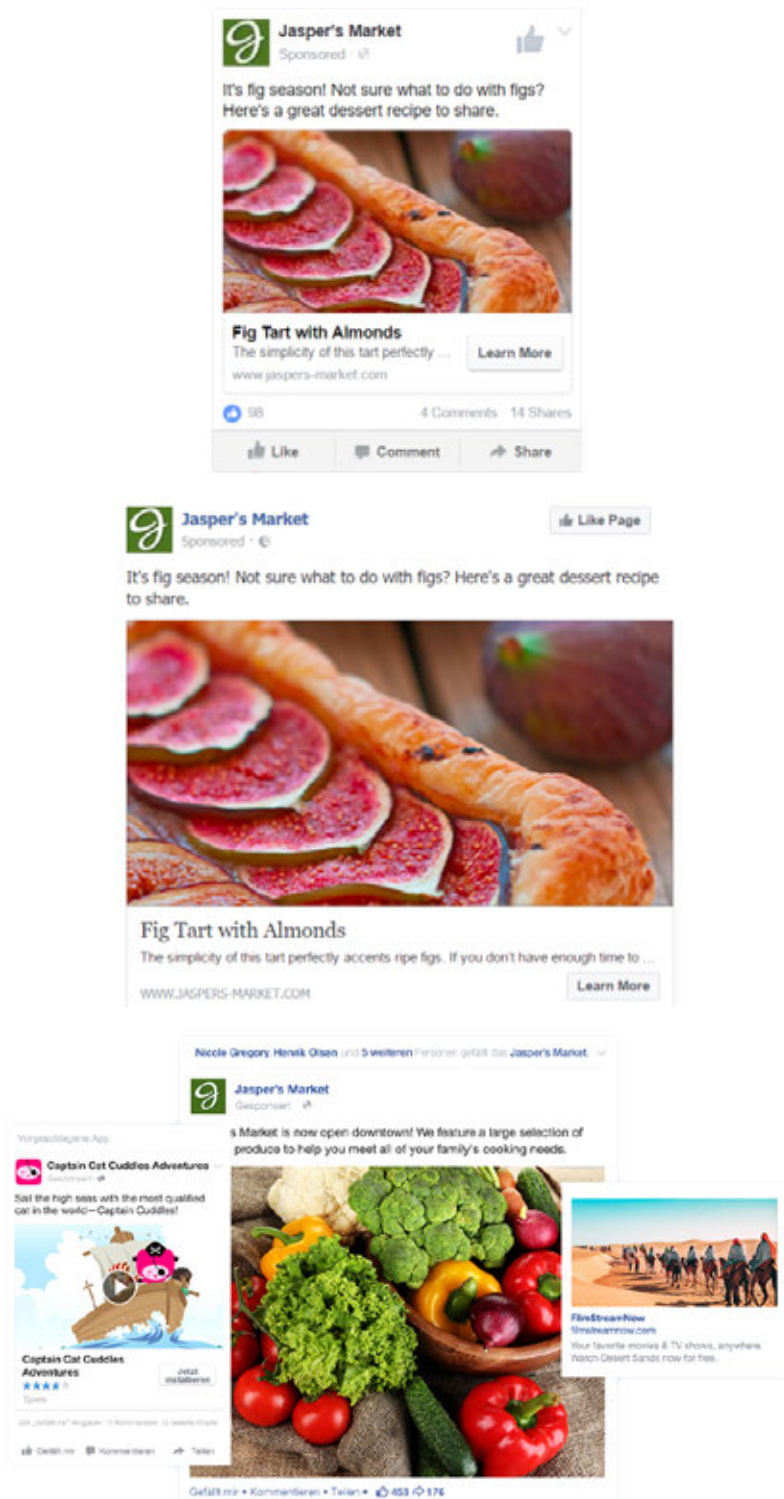 Jasper's Market
Sponsored
It's fig season! Not sure what to do with figs?
Here's a great dessert recipe to share.
Fig Tart with Almonds
The simplicity of this tart perfectly ...
Learn More
www.jaspers-market.com
98
4 Comments 14 Shares
Like Comment Share
Jasper's Market
Like Page
Sponsored ·
It's fig season! Not sure what to do with figs? Here's a great dessert recipe
to share.
Fig Tart with Almonds
The simplicity of this tart perfectly accents ripe figs. If you don't have enough time to ...
Learn More
WWW.JASPERS-MARKET.COM
Nicole Gregory Henrik Olsen und 5 weiteren Personen gefällt das Jasper's Market.
Jasper's Market
Gesponsert
s Market is now open downtown! We feature a large selection of
produce to help you meet all of your family's cooking needs.
Vorgeschlagene App
Captain Cat Cuddles Adventures
Gesponsert
Sail the high seas with the most qualified
cat in the world—Captain Cuddles!
Captain Cat Cuddles
Adventures
Jetzt
installieren
Spiele
Gefällt mir Kommentieren Teilen
FilmStreamNow
filmstreamnow.com
Your favorite movies & TV shows, anywhere.
Watch Desert Sands now for free.
Gefällt mir • Kommentieren • Teilen • 453 176